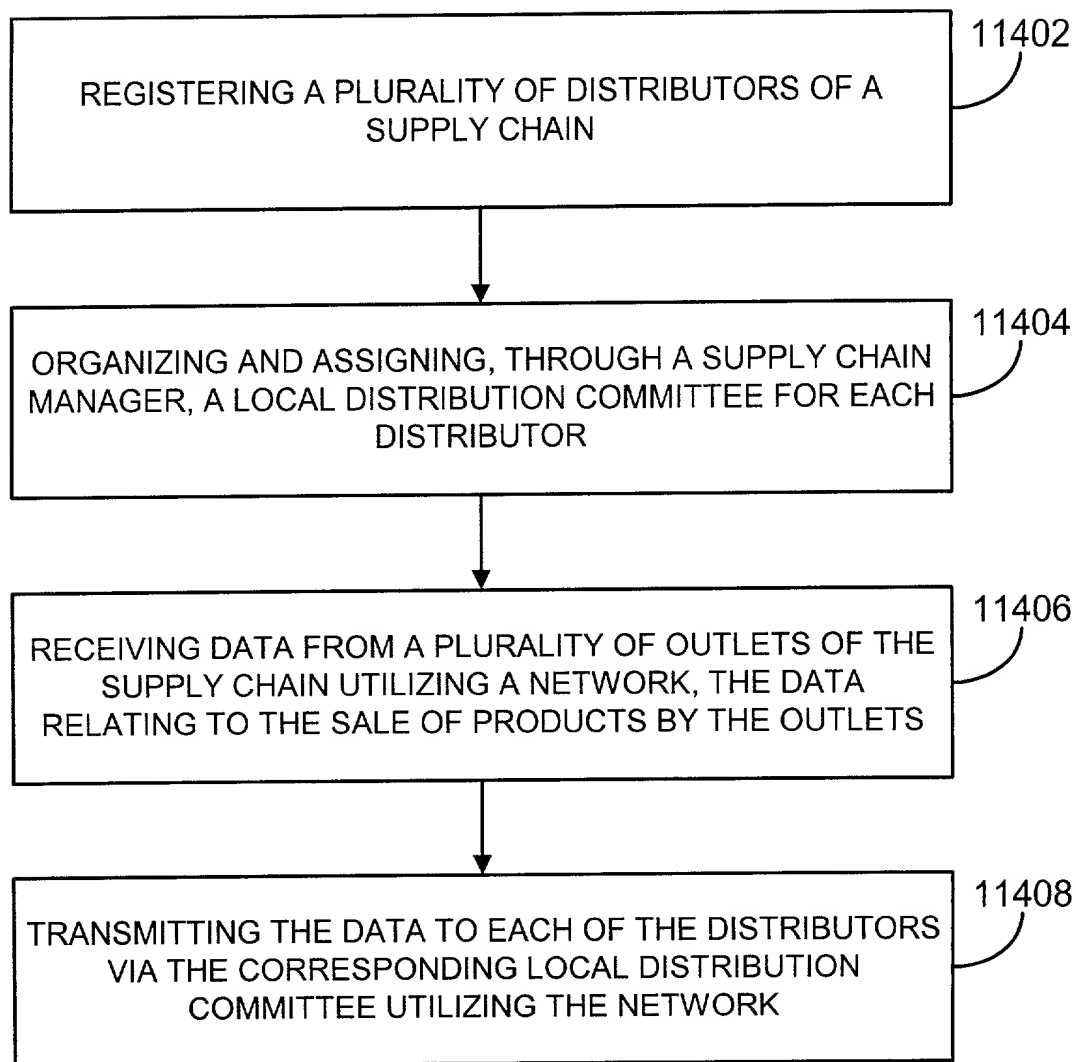 11402
REGISTERING A PLURALITY OF DISTRIBUTORS OF A
SUPPLY CHAIN
11404
ORGANIZING AND ASSIGNING, THROUGH A SUPPLY CHAIN
MANAGER, A LOCAL DISTRIBUTION COMMITTEE FOR EACH
DISTRIBUTOR
11406
RECEIVING DATA FROM A PLURALITY OF OUTLETS OF THE
SUPPLY CHAIN UTILIZING A NETWORK, THE DATA
RELATING TO THE SALE OF PRODUCTS BY THE OUTLETS
11408
TRANSMITTING THE DATA TO EACH OF THE DISTRIBUTORS
VIA THE CORRESPONDING LOCAL DISTRIBUTION
COMMITTEE UTILIZING THE NETWORK